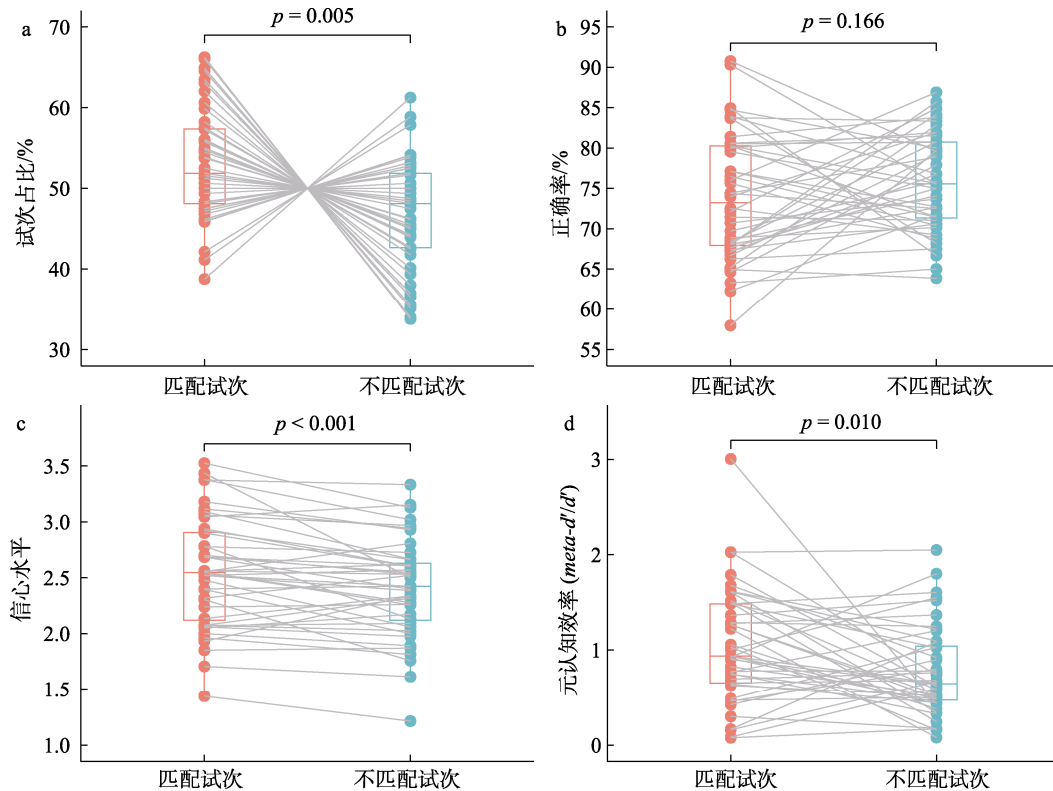 a
p = 0.005
试次占比/%
70
60
50
40
30
匹配试次
不匹配试次
b
p = 0.166
正确率/%
95
90
85
80
75
70
65
60
55
匹配试次
不匹配试次
c
p < 0.001
信心水平
3.5
3.0
2.5
2.0
1.5
1.0
匹配试次
不匹配试次
d
p = 0.010
元认知效率 (meta-d′/d′)
3
2
1
0
匹配试次
不匹配试次